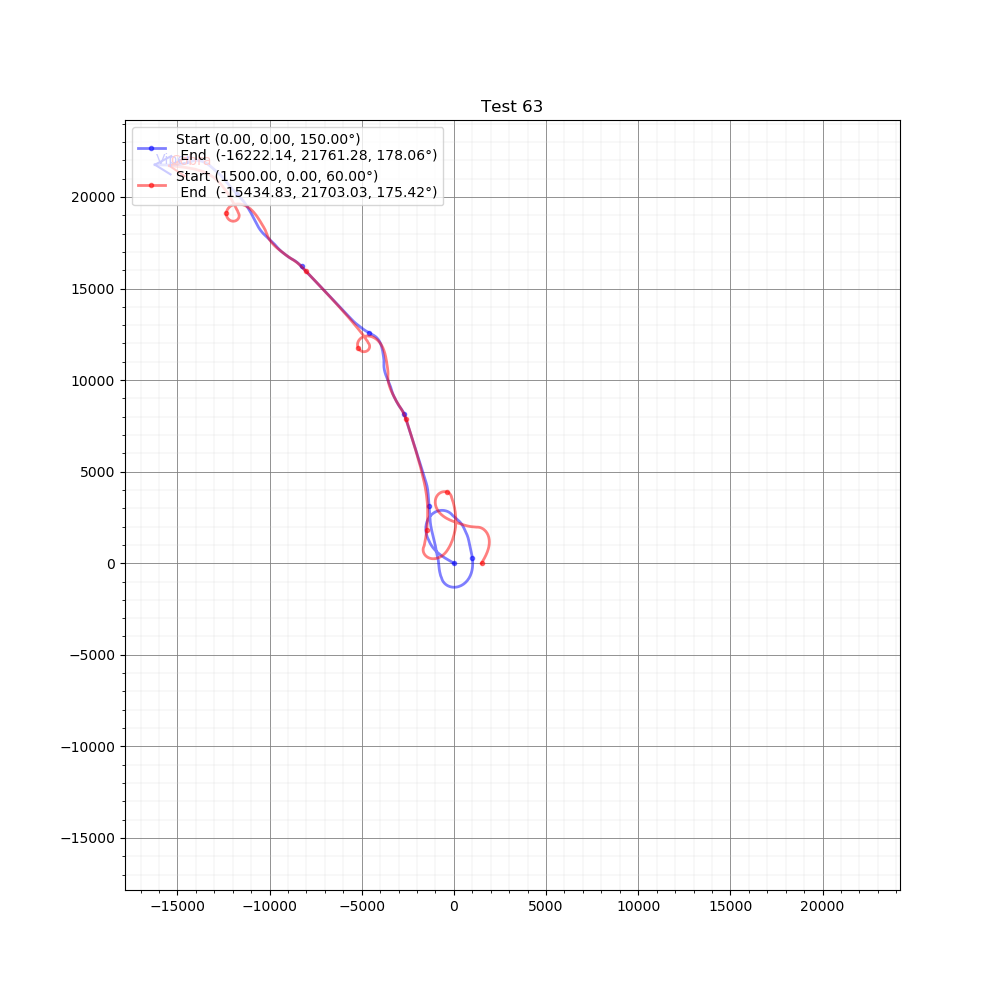 Test 63
Start (0.00, 0.00, 150.00°)
End (-16222.14, 21761.28, 178.06°)
Start (1500.00, 0.00, 60.00°)
End (-15434.83, 21703.03, 175.42°)
20000
15000
10000
5000
0
−5000
−10000
−15000
−15000 −10000 −5000 0 5000 10000 15000 20000